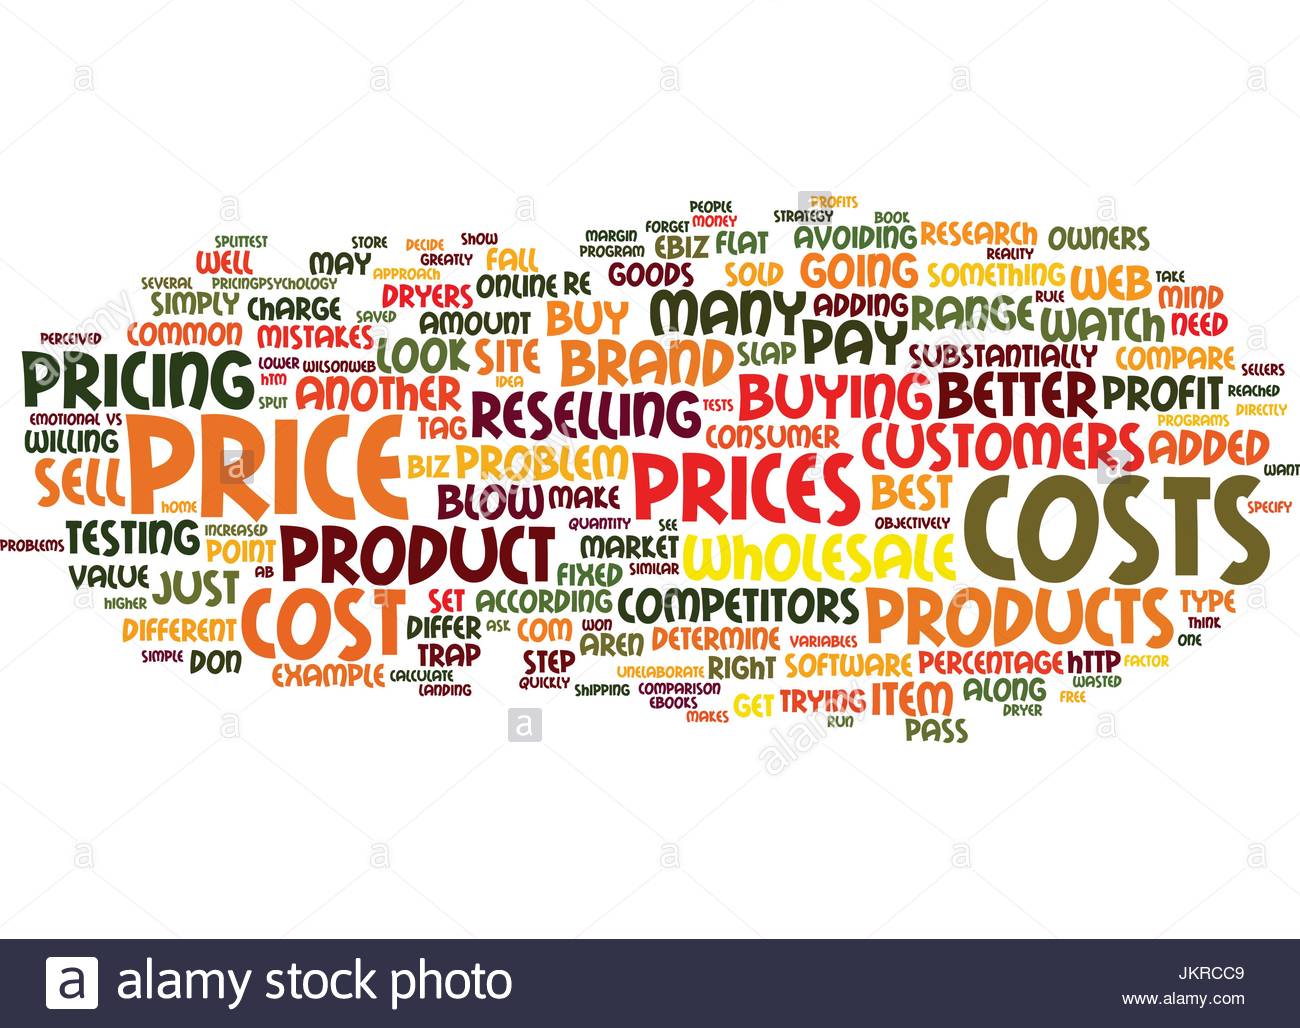 PEOPLE
PROFITS
STRATEGY
BOOK
FORGET
MONEY
MARGIN
EBIZ
FLAT
AVOIDING
RESEARCH
OWNERS
SPLITTEST
STORE
DECIDE
SHOW
PROGRAM
REALITY
WELL
MAY
GREATLY
FALL
GOODS
SOLD
GOING
SOMETHING
WEB
TAKE
SEVERAL
PRICINGPSYCHOLOGY
APPROACH
DRYERS
ONLINE
RE
MIND
SIMPLY
CHARGE
SAVED
AMOUNT
BUY
MANY
ADDING
RANGE
RULE
WATCH
NEED
PERCEIVED
COMMON
MISTAKES
LOOK
SITE
BRAND
SLAP
PAY
SUBSTANTIALLY
COMPARE
SELLERS
PRICING
LOWER
WILSONWEB
HTM
ANOTHER
IDEA
BUYING
BETTER
PROFIT
REACHED
SPLIT
RESELLING
TESTS
DIRECTLY
EMOTIONAL VS
PROGRAMS
WILLING
PRICE
TAG
CONSUMER
CUSTOMERS
ADDED
SELL
BIZ
PROBLEM
PRICES
WANT
HOME
BLOW
MAKE
BEST
COSTS
SPECIFY
TESTING
INCREASED
QUANTITY
SEE
OBJECTIVELY
PROBLEMS
POINT
PRODUCT
MARKET
WHOLESALE
VALUE
JUST
AB
FIXED
SIMILAR
HIGHER
COST
SET
ACCORDING
COMPETITORS
PRODUCTS
TYPE
DIFFERENT
DIFFER
ASK
COM
WON
THINK
AREN
DETERMINE
VARIABLES
ONE
SIMPLE
DON
TRAP
STEP
UNELABORATE
RIGHT
SOFTWARE
PERCENTAGE
HTTP
FACTOR
EXAMPLE
CALCULATE
LANDING
QUICKLY
SHIPPING
COMPARISON
EBOOKS
GET
TRYING
ITEM
ALONG
WASTED
FREE
MAKES
RUN
PASS
DRYER
alamy
alamy
alamy
alamy
a alamy stock photo
JKRCC9
www.alamy.com